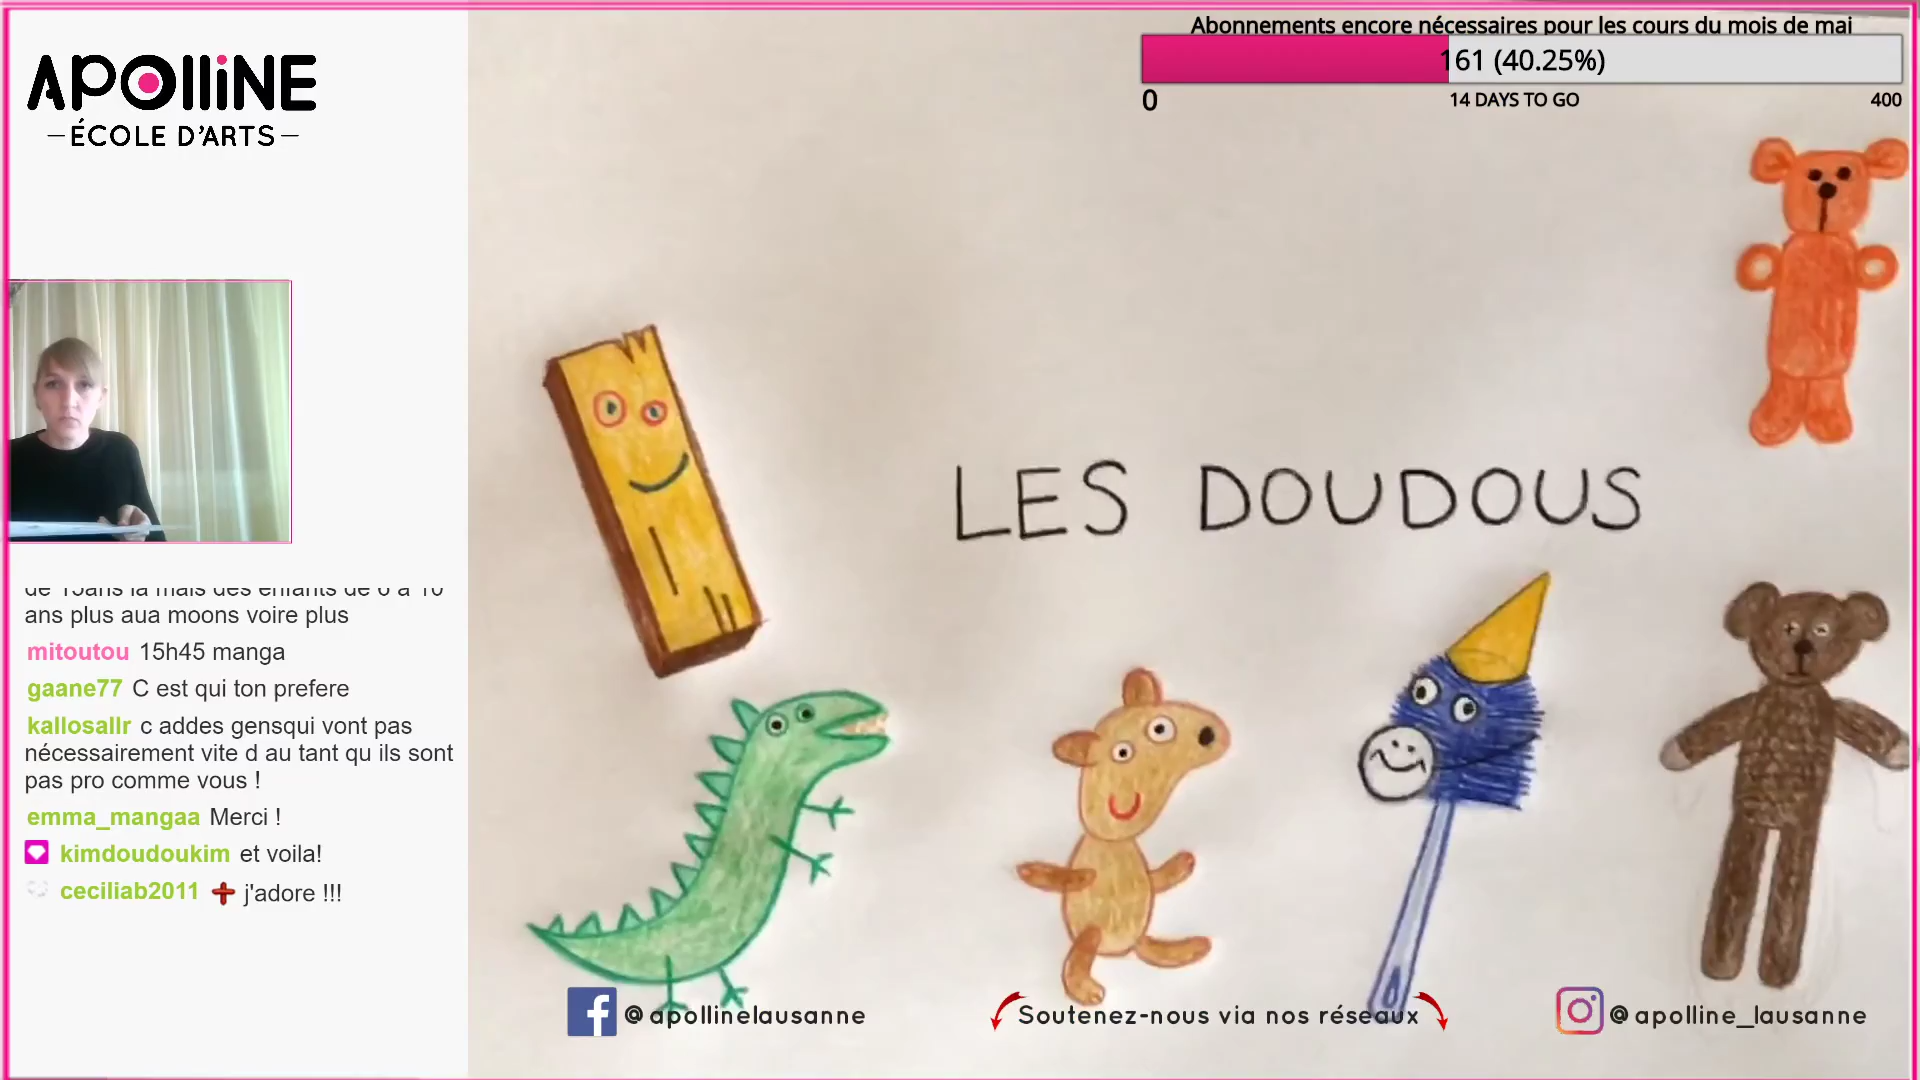 APOLLiNE
ÉCOLE D'ARTS
Abonnements encore nécessaires pour les cours du mois de mai
161 (40.25%)
0
14 DAYS TO GO
400
LES DOUDOUS
ans plus aua moons voire plus
mitoutou 15h45 manga
gaane77 C est qui ton prefere
kallosallr c addes gensqui vont pas
nécessairement vite d au tant qu ils sont
pas pro comme vous !
emma_mangaa Merci !
kimdoudoukim et voila!
ceciliab2011 j'adore !!!
@apollinelausanne
Soutenez-nous via nos réseaux
@apolline_lausanne